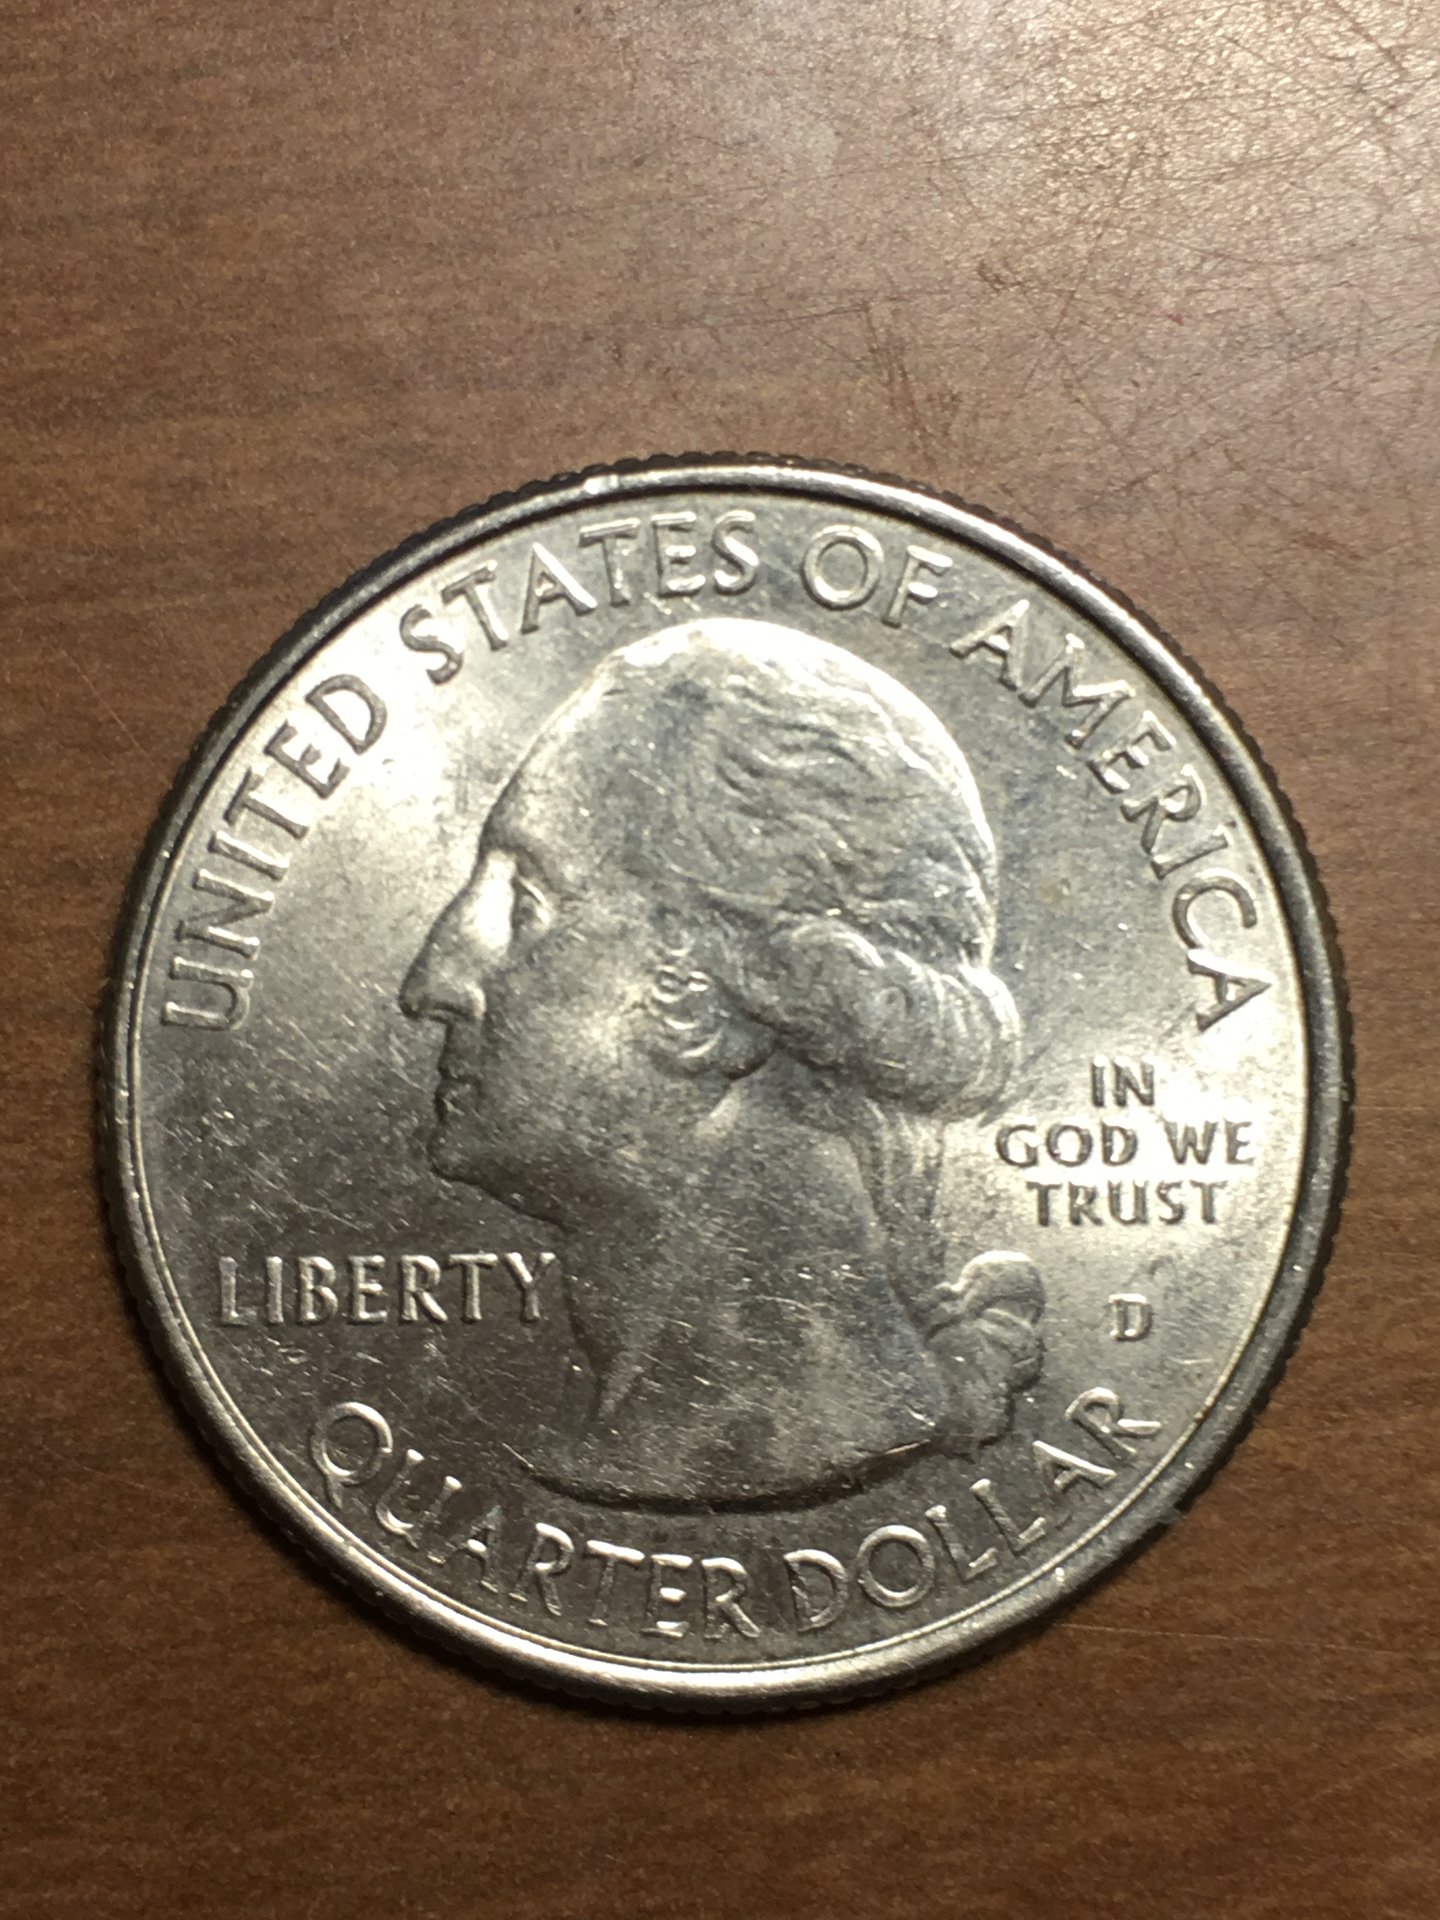 UNITED STATES OF AMERICA
IN
GOD WE
TRUST
LIBERTY
D
QUARTER DOLLAR